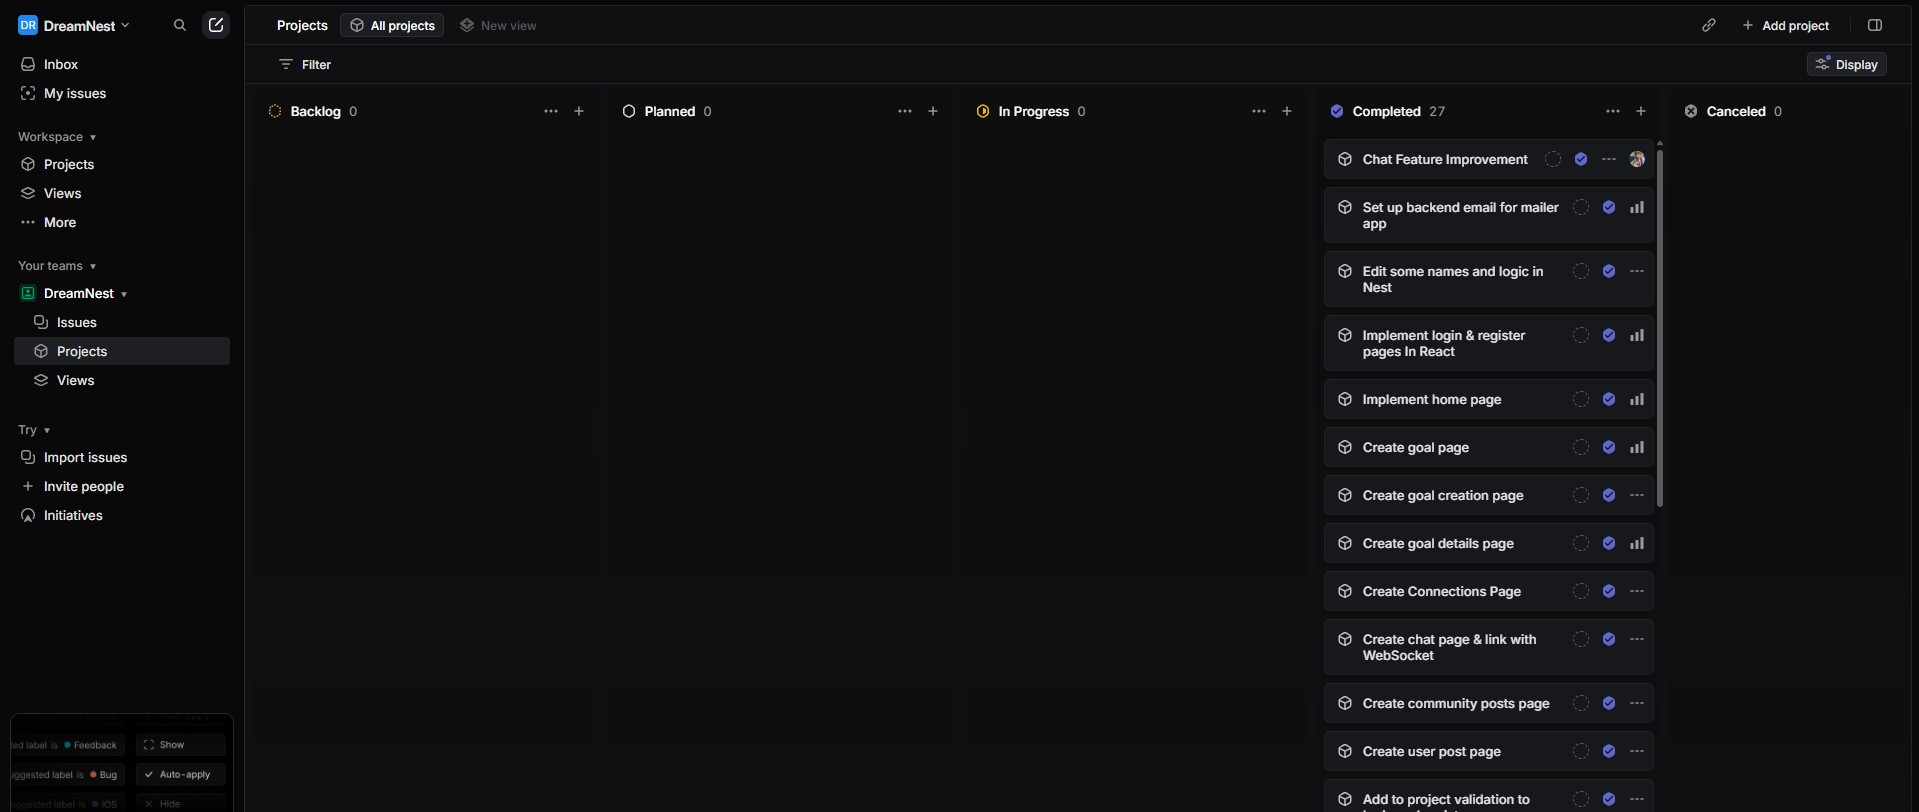 DR DreamNest
Inbox
My issues
Workspace
Projects
Views
More
Your teams
DreamNest
Issues
Projects
Views
Try
Import issues
Invite people
Initiatives
label is Feedback
Show
label is Bug
Auto-apply
label is iOS
Hide
Projects
All projects
New view
Add project
Filter
Display
Backlog 0
Planned 0
In Progress 0
Completed 27
Canceled 0
Chat Feature Improvement
Set up backend email for mailer
app
Edit some names and logic in
Nest
Implement login & register
pages In React
Implement home page
Create goal page
Create goal creation page
Create goal details page
Create Connections Page
Create chat page & link with
WebSocket
Create community posts page
Create user post page
Add to project validation to